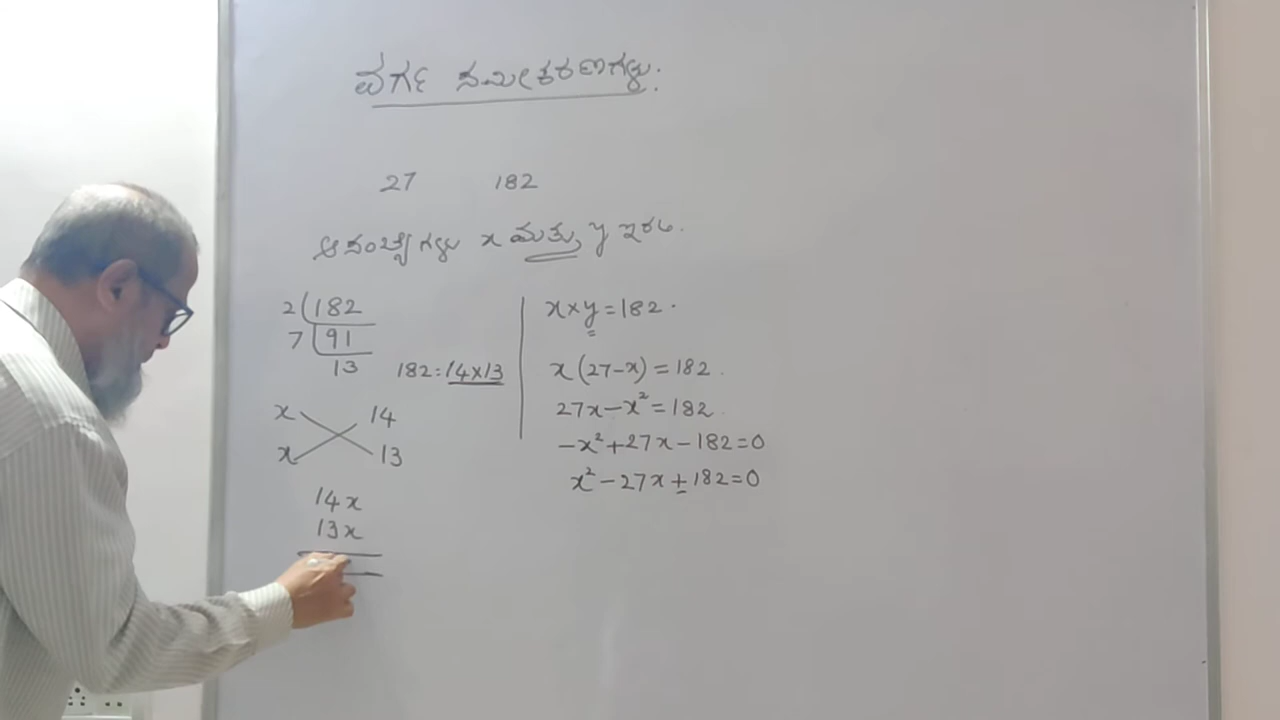 ವರ್ಗ ಸಮೀಕರಣಗಳು.
27 182
ಆ ಸಂಖ್ಯೆಗಳು x ಮತ್ತು y ಇರಲಿ.
2 182
7 91
13
182=14×13
x 14
x 13
14x
13x
x×y=182.
x(27-x)=182.
27x-x²=182.
-x²+27x-182=0
x²-27x+182=0